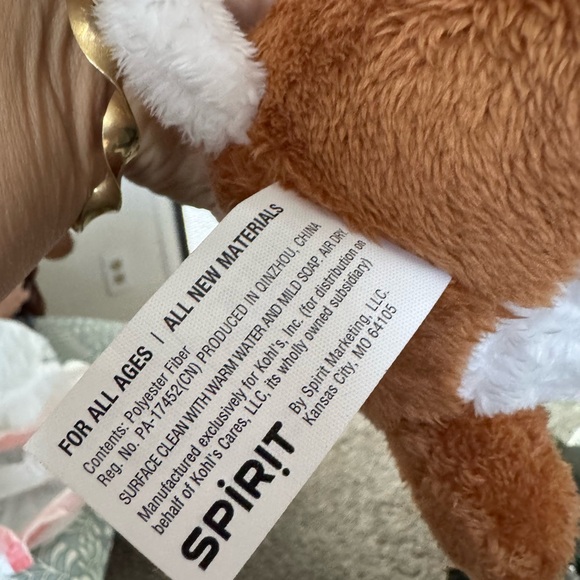 FOR ALL AGES | ALL NEW MATERIALS
Contents: Polyester Fiber
Reg. No. PA-17452(CN) PRODUCED IN QINZHOU, CHINA
SURFACE CLEAN WITH WARM WATER AND MILD SOAP, AIR DRY.
Manufactured exclusively for Kohl's, Inc. (for distribution on
behalf of Kohl's Cares, LLC, its wholly owned subsidiary)
SPIRIT
By Spirit Marketing, LLC.
Kansas City, MO 64105